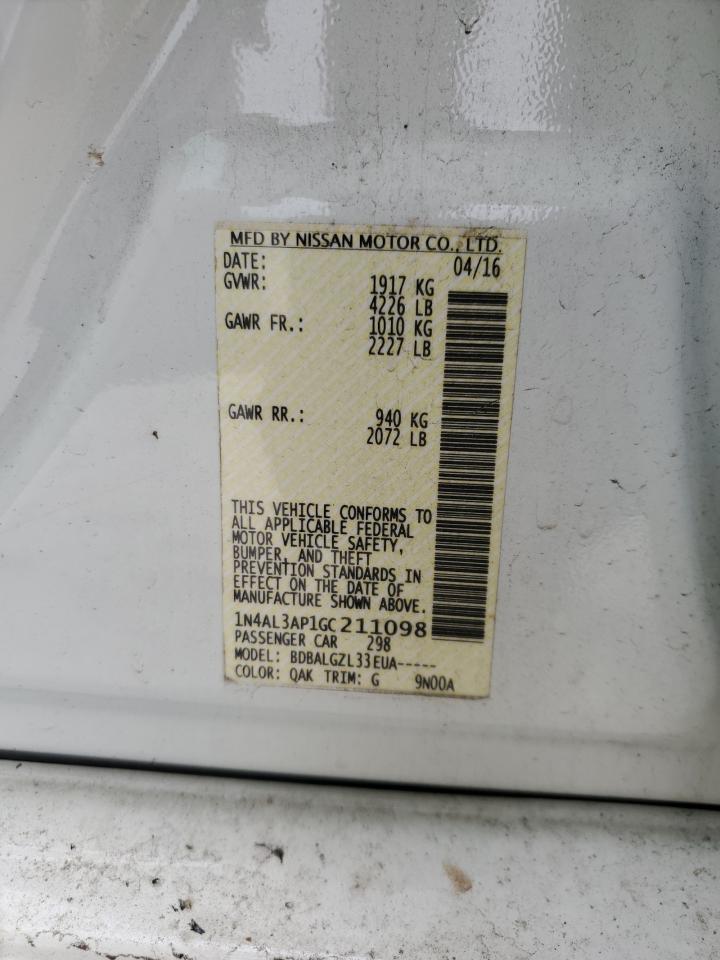 MFD BY NISSAN MOTOR CO., LTD.
DATE: 04/16
GVWR: 1917 KG
4226 LB
GAWR FR.: 1010 KG
2227 LB
GAWR RR.: 940 KG
2072 LB
THIS VEHICLE CONFORMS TO
ALL APPLICABLE FEDERAL
MOTOR VEHICLE SAFETY,
BUMPER, AND THEFT
PREVENTION STANDARDS IN
EFFECT ON THE DATE OF
MANUFACTURE SHOWN ABOVE.
1N4AL3AP1GC211098
PASSENGER CAR 298
MODEL: BDBALGZL33EUA-----
COLOR: QAK TRIM: G 9N00A